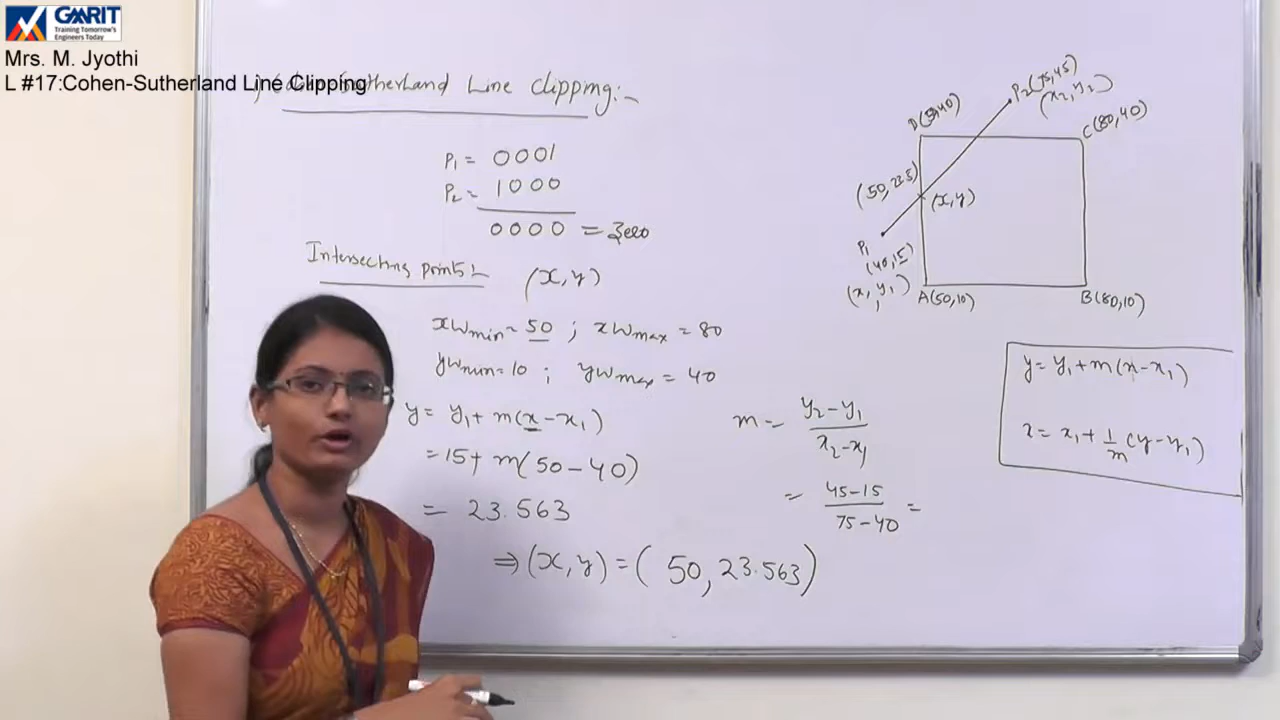 GMRIT
Training Tomorrow's
Engineers Today
Mrs. M. Jyothi
L #17:Cohen-Sutherland Line Clipping
Sutherland Line Clipping:-
P1 = 0001
P2 = 1000
0000 = Zero
Intersecting points:-
(x, y)
xwmin = 50 ; xwmax = 80
ywmin = 10 ; ywmax = 40
y = y1 + m(x - x1)
= 15 + m(50 - 40)
= 23.563
⇒ (x, y) = (50, 23.563)
m = y2 - y1 / x2 - x1
= 45 - 15 / 75 - 40 =
P2(75,45)
(x2, y2)
D(50,40)
C(80,40)
(50, 23.5)
(x, y)
P1
(40,15)
(x, y1)
A(50,10)
B(80,10)
y = y1 + m(x - x1)
x = x1 + 1/m (y - y1)